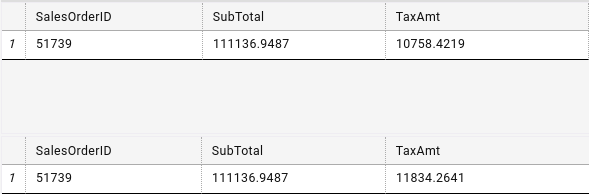 SalesOrderID SubTotal TaxAmt
1 51739 111136.9487 10758.4219
SalesOrderID SubTotal TaxAmt
1 51739 111136.9487 11834.2641